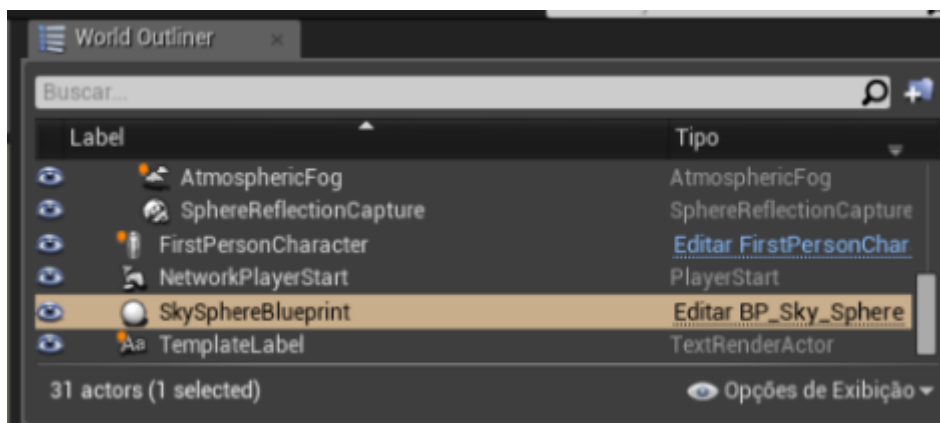 World Outliner
Buscar...
Label Tipo
AtmosphericFog AtmosphericFog
SphereReflectionCapture SphereReflectionCapture
FirstPersonCharacter Editar FirstPersonChar
NetworkPlayerStart PlayerStart
SkySphereBlueprint Editar BP_Sky_Sphere
Aa TemplateLabel TextRenderActor
31 actors (1 selected) Opções de Exibição